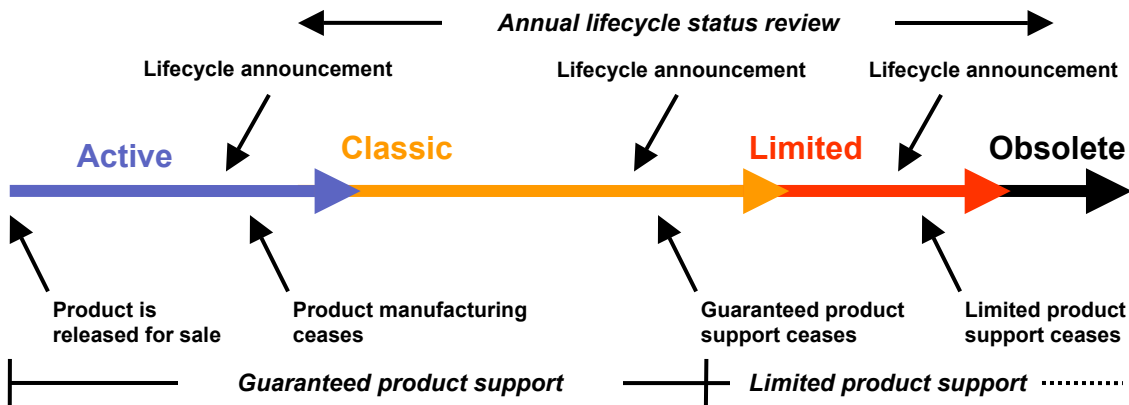 Annual lifecycle status review
Lifecycle announcement
Lifecycle announcement
Lifecycle announcement
Active
Classic
Limited
Obsolete
Product is
released for sale
Product manufacturing
ceases
Guaranteed product
support ceases
Limited product
support ceases
Guaranteed product support
Limited product support